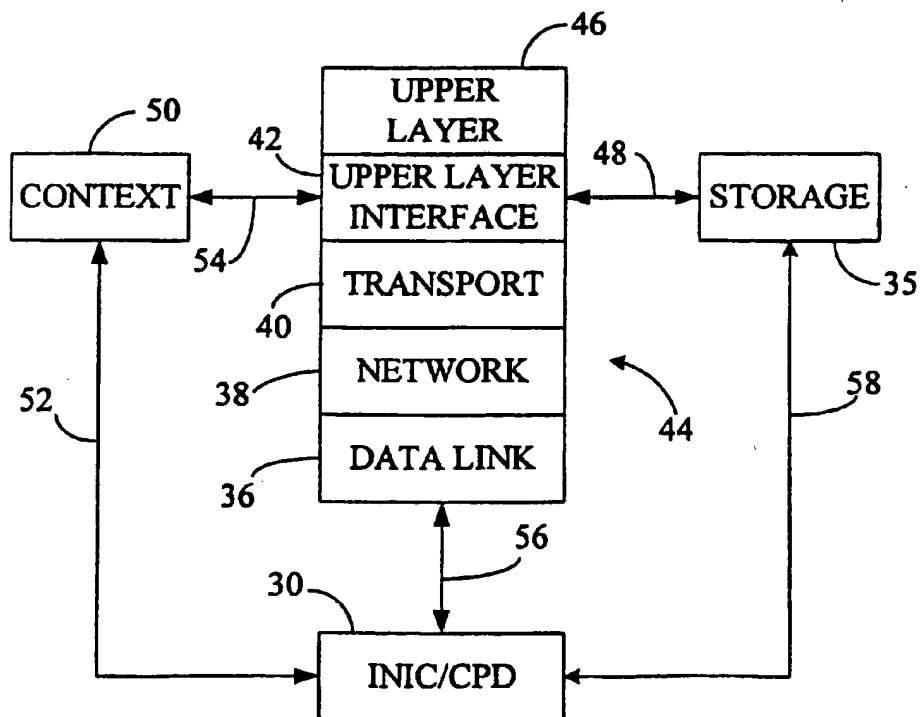 46
UPPER
LAYER
50
42
48
CONTEXT
UPPER LAYER
INTERFACE
STORAGE
54
35
TRANSPORT
40
NETWORK
38
52
58
44
DATA LINK
36
56
30
INIC/CPD